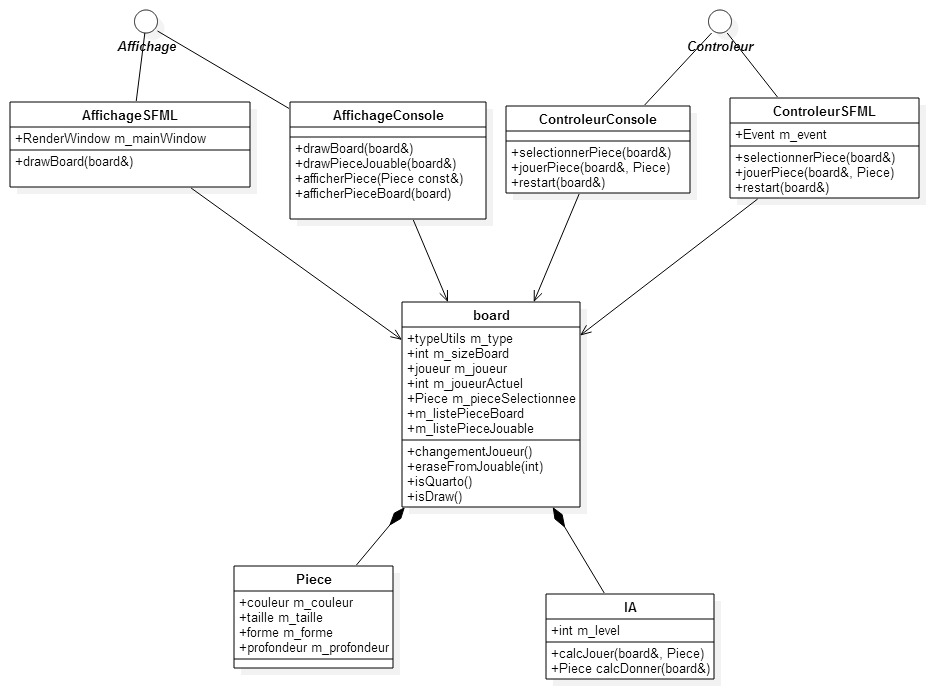 Affichage
Controleur
AffichageSFML
+RenderWindow m_mainWindow
+drawBoard(board&)
AffichageConsole
+drawBoard(board&)
+drawPieceJouable(board&)
+afficherPiece(Piece const&)
+afficherPieceBoard(board)
ControleurConsole
+selectionnerPiece(board&)
+jouerPiece(board&, Piece)
+restart(board&)
ControleurSFML
+Event m_event
+selectionnerPiece(board&)
+jouerPiece(board&, Piece)
+restart(board&)
board
+typeUtils m_type
+int m_sizeBoard
+joueur m_joueur
+int m_joueurActuel
+Piece m_pieceSelectionnee
+m_listePieceBoard
+m_listePieceJouable
+changementJoueur()
+eraseFromJouable(int)
+isQuarto()
+isDraw()
Piece
+couleur m_couleur
+taille m_taille
+forme m_forme
+profondeur m_profondeur
IA
+int m_level
+calcJouer(board&, Piece)
+Piece calcDonner(board&)